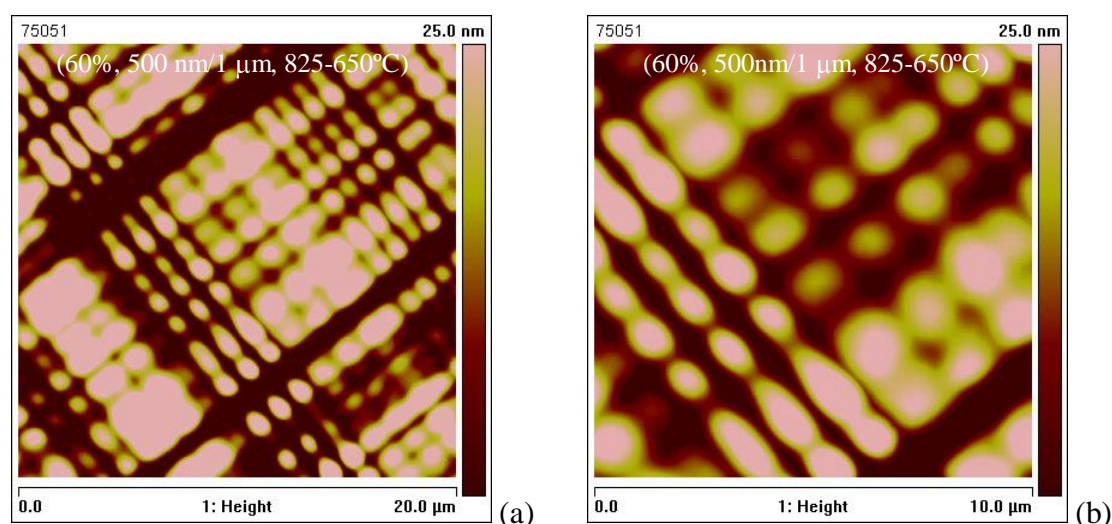 75051 25.0 nm
(60%, 500 nm/1 μm, 825-650ºC)
0.0 1: Height 20.0 μm
(a)
75051 25.0 nm
(60%, 500nm/1 μm, 825-650ºC)
0.0 1: Height 10.0 μm
(b)